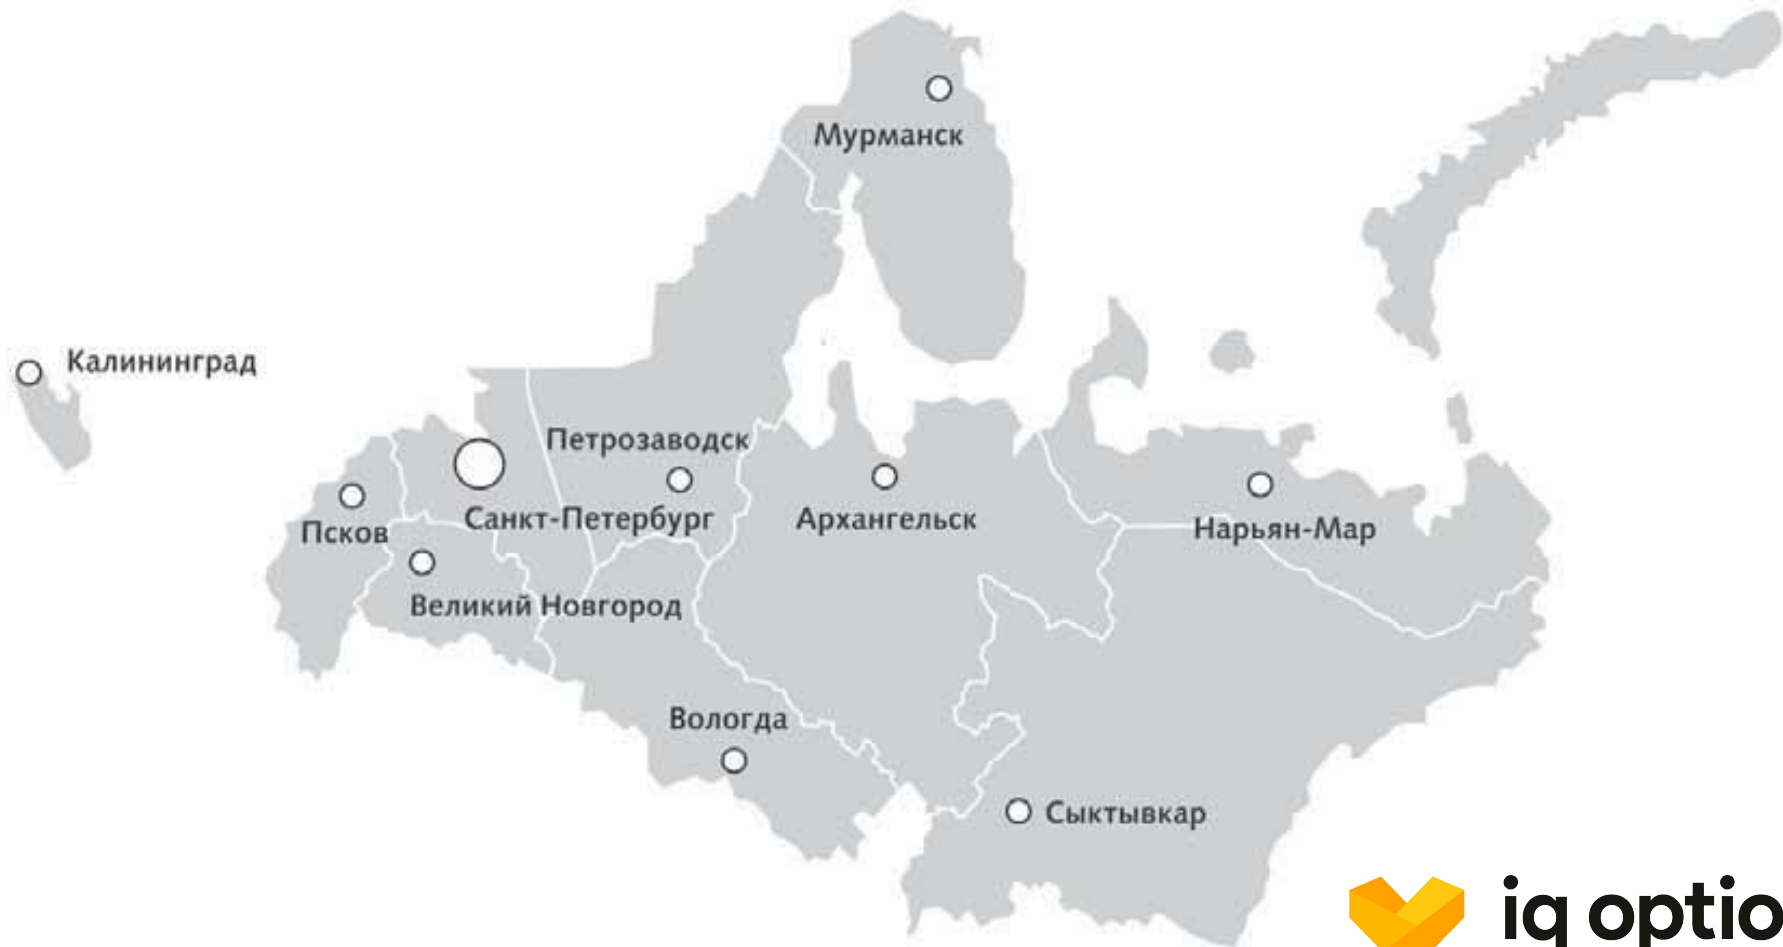 Мурманск
Калининград
Петрозаводск
Санкт-Петербург
Архангельск
Псков
Нарьян-Мар
Великий Новгород
Вологда
Сыктывкар
iq optio